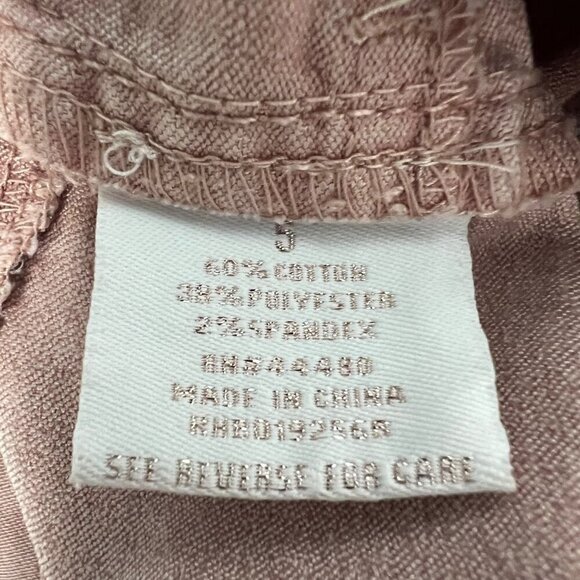 5
60% COTTON
38% POLYESTER
2% SPANDEX
RN#44480
MADE IN CHINA
SEE REVERSE FOR CARE